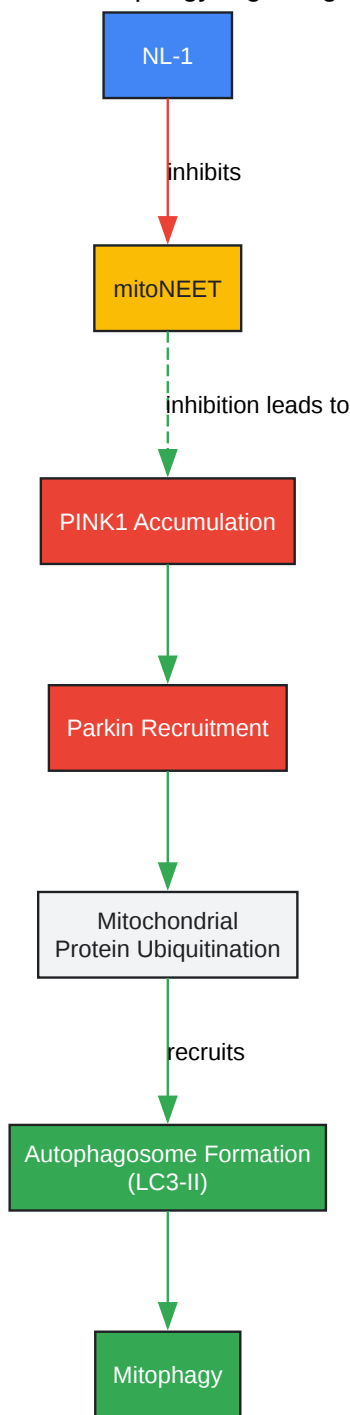 NL-1
inhibits
mitoNEET
inhibition leads to
PINK1 Accumulation
Parkin Recruitment
Mitochondrial
Protein Ubiquitination
recruits
Autophagosome Formation
(LC3-II)
Mitophagy